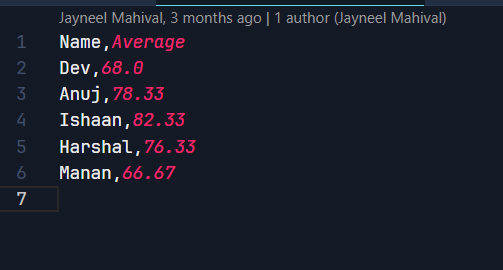 Jayneel Mahival, 3 months ago | 1 author (Jayneel Mahival)
1 Name,Average
2 Dev,68.0
3 Anuj,78.33
4 Ishaan,82.33
5 Harshal,76.33
6 Manan,66.67
7